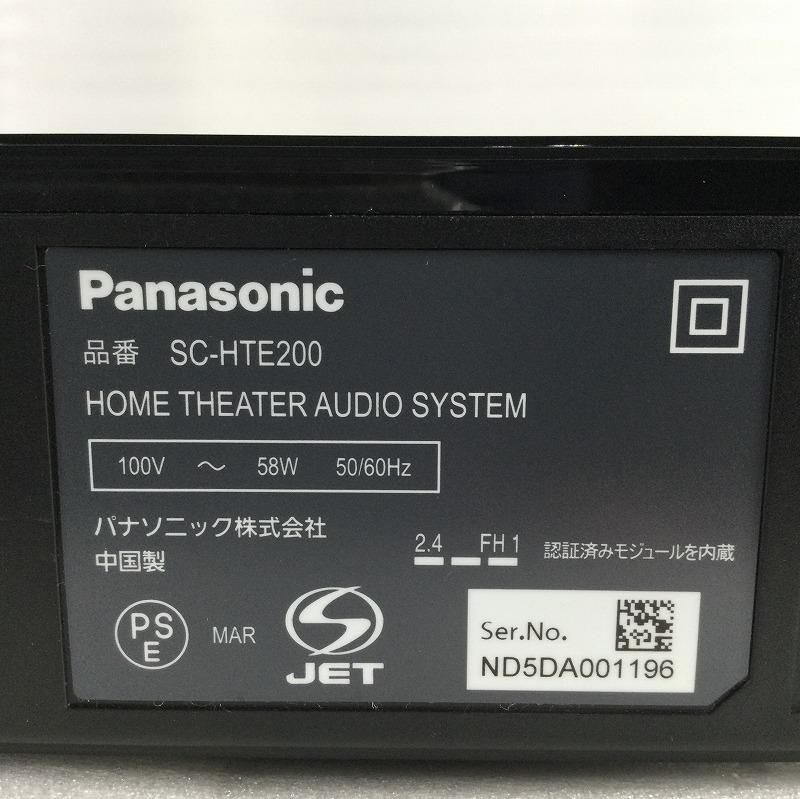 Panasonic
品番 SC-HTE200
HOME THEATER AUDIO SYSTEM
100V ～ 58W 50/60Hz
パナソニック株式会社
中国製
2.4 FH 1 認証済みモジュールを内蔵
PS
E
MAR
JET
Ser.No.
ND5DA001196